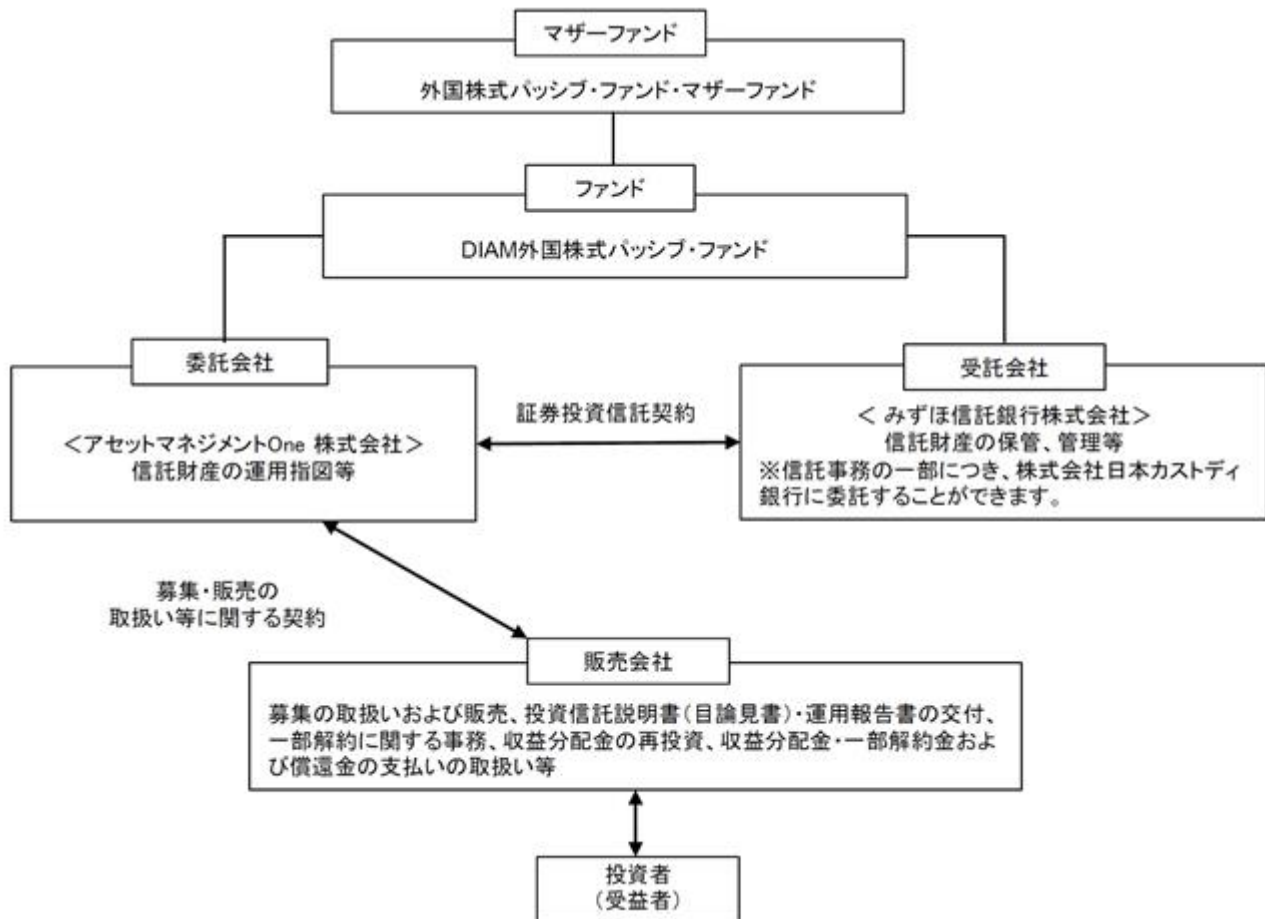 マザーファンド
外国株式パッシブ・ファンド・マザーファンド
ファンド
DIAM外国株式パッシブ・ファンド
委託会社
＜アセットマネジメントOne 株式会社＞
信託財産の運用指図等
証券投資信託契約
受託会社
＜ みずほ信託銀行株式会社＞
信託財産の保管、管理等
※信託事務の一部につき、株式会社日本カストディ
銀行に委託することができます。
募集・販売の
取扱い等に関する契約
販売会社
募集の取扱いおよび販売、投資信託説明書（目論見書）・運用報告書の交付、
一部解約に関する事務、収益分配金の再投資、収益分配金・一部解約金およ
び償還金の支払いの取扱い等
投資者
（受益者）